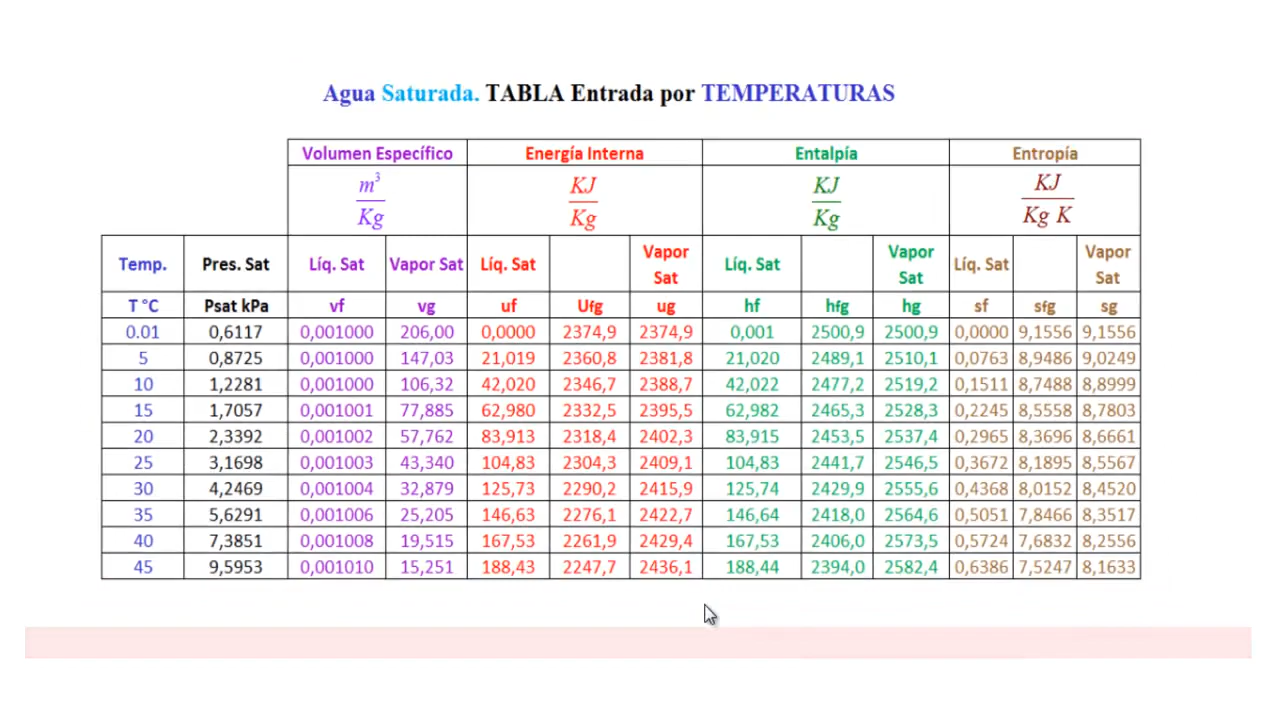 Agua Saturada. TABLA Entrada por TEMPERATURAS
Volumen Específico Energía Interna Entalpía Entropía
m³/Kg KJ/Kg KJ/Kg KJ/Kg K
Temp. Pres. Sat Líq. Sat Vapor Sat Líq. Sat Vapor Sat Líq. Sat Vapor Sat Líq. Sat Vapor Sat
T °C Psat kPa vf vg uf Ufg ug hf hfg hg sf sfg sg
0.01 0,6117 0,001000 206,00 0,0000 2374,9 2374,9 0,001 2500,9 2500,9 0,0000 9,1556 9,1556
5 0,8725 0,001000 147,03 21,019 2360,8 2381,8 21,020 2489,1 2510,1 0,0763 8,9486 9,0249
10 1,2281 0,001000 106,32 42,020 2346,7 2388,7 42,022 2477,2 2519,2 0,1511 8,7488 8,8999
15 1,7057 0,001001 77,885 62,980 2332,5 2395,5 62,982 2465,3 2528,3 0,2245 8,5558 8,7803
20 2,3392 0,001002 57,762 83,913 2318,4 2402,3 83,915 2453,5 2537,4 0,2965 8,3696 8,6661
25 3,1698 0,001003 43,340 104,83 2304,3 2409,1 104,83 2441,7 2546,5 0,3672 8,1895 8,5567
30 4,2469 0,001004 32,879 125,73 2290,2 2415,9 125,74 2429,9 2555,6 0,4368 8,0152 8,4520
35 5,6291 0,001006 25,205 146,63 2276,1 2422,7 146,64 2418,0 2564,6 0,5051 7,8466 8,3517
40 7,3851 0,001008 19,515 167,53 2261,9 2429,4 167,53 2406,0 2573,5 0,5724 7,6832 8,2556
45 9,5953 0,001010 15,251 188,43 2247,7 2436,1 188,44 2394,0 2582,4 0,6386 7,5247 8,1633